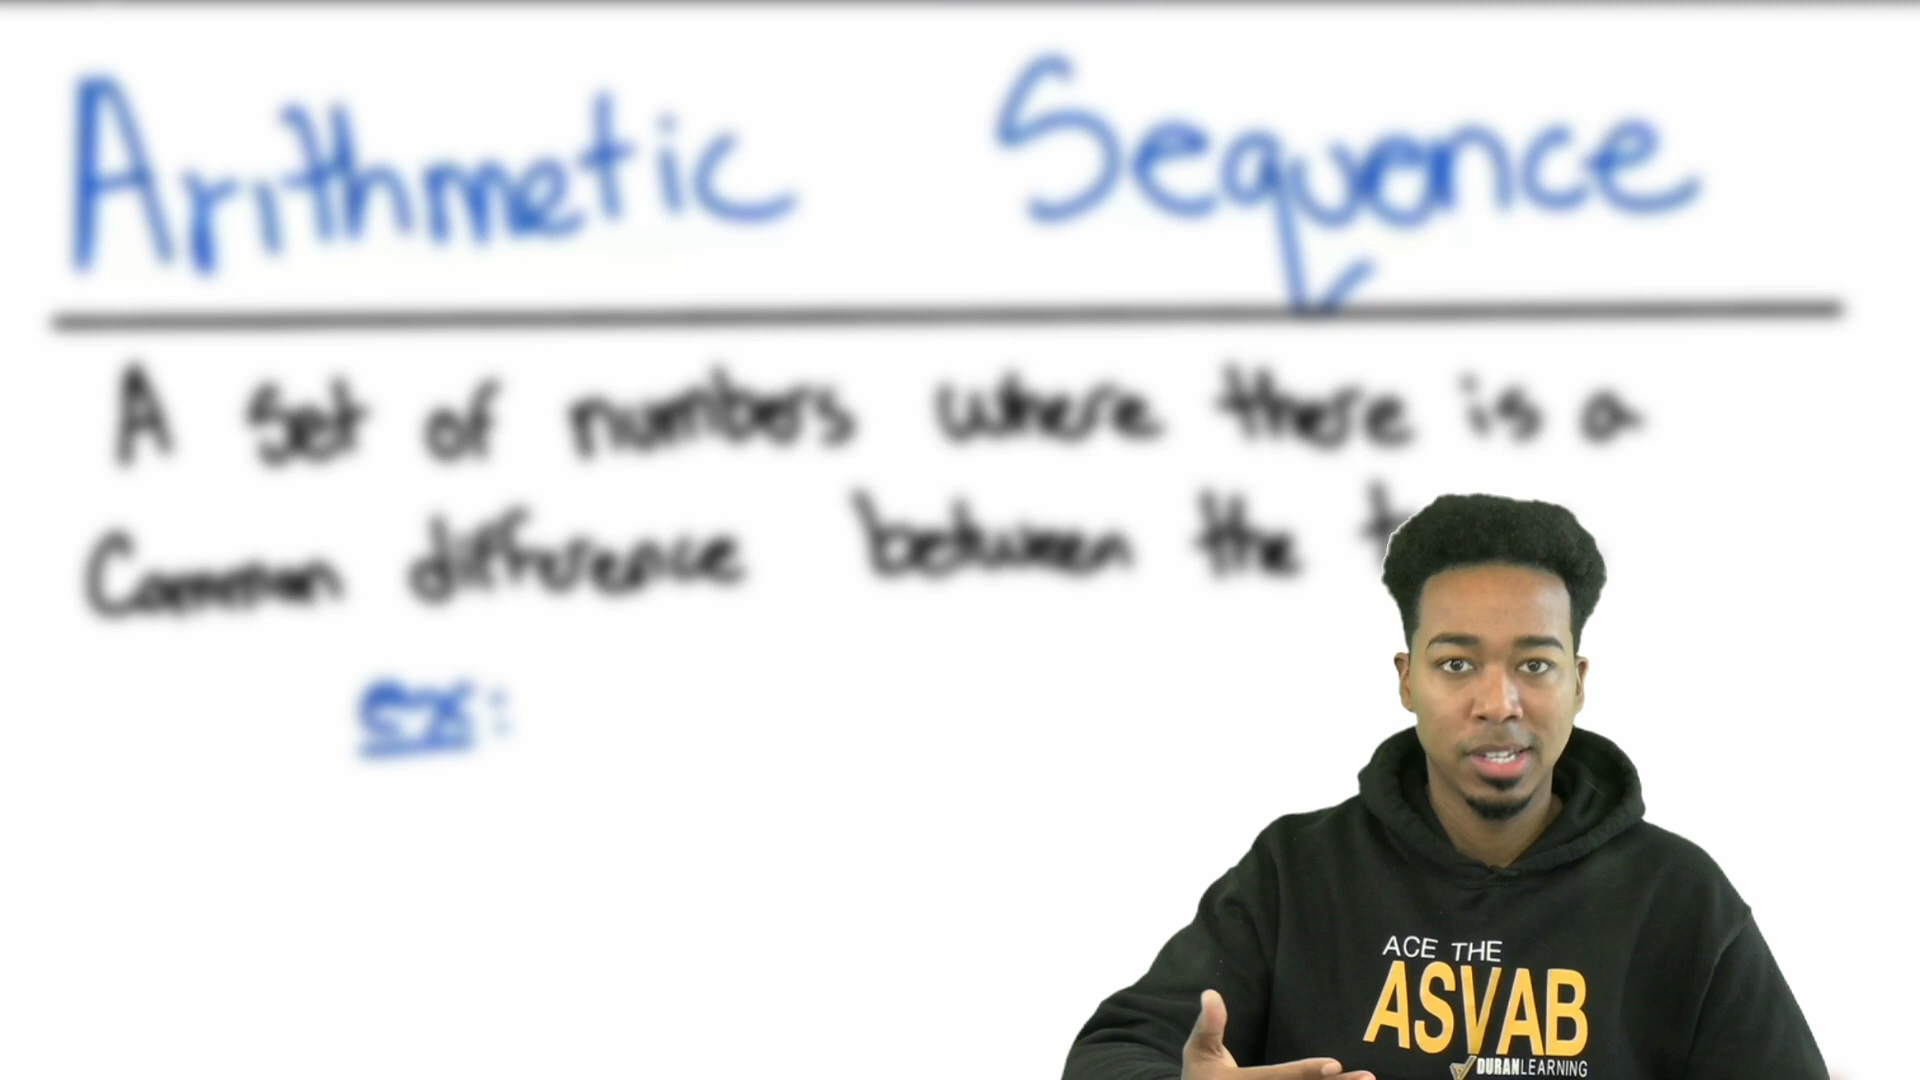 Arithmetic Sequence
A set of numbers where there is a
Common difference between the
ex:
ACE THE
ASVAB
DURANLEARNING